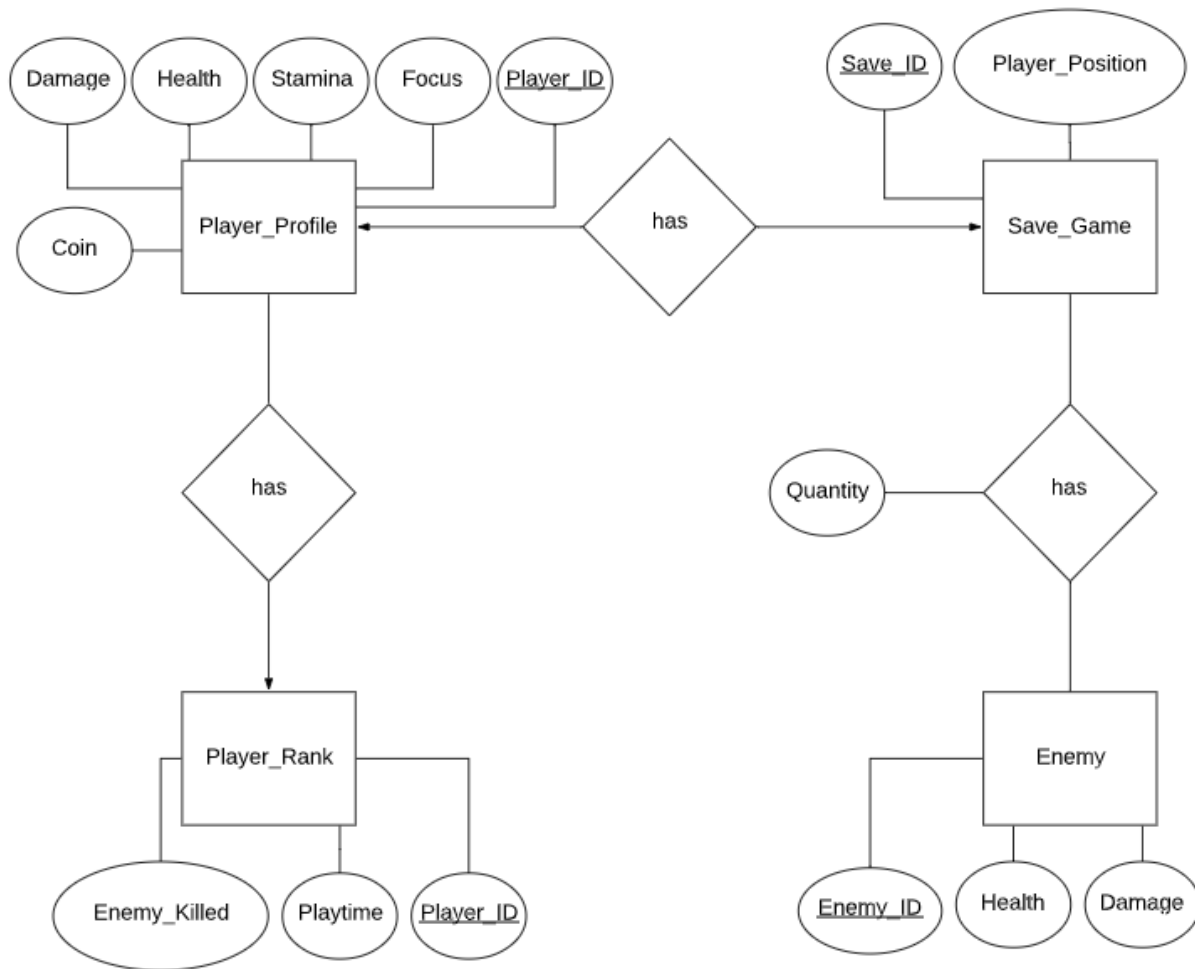 Damage
Health
Stamina
Focus
Player_ID
Save_ID
Player_Position
Player_Profile
has
Save_Game
Coin
has
Quantity
has
Player_Rank
Enemy
Enemy_Killed
Playtime
Player_ID
Enemy_ID
Health
Damage